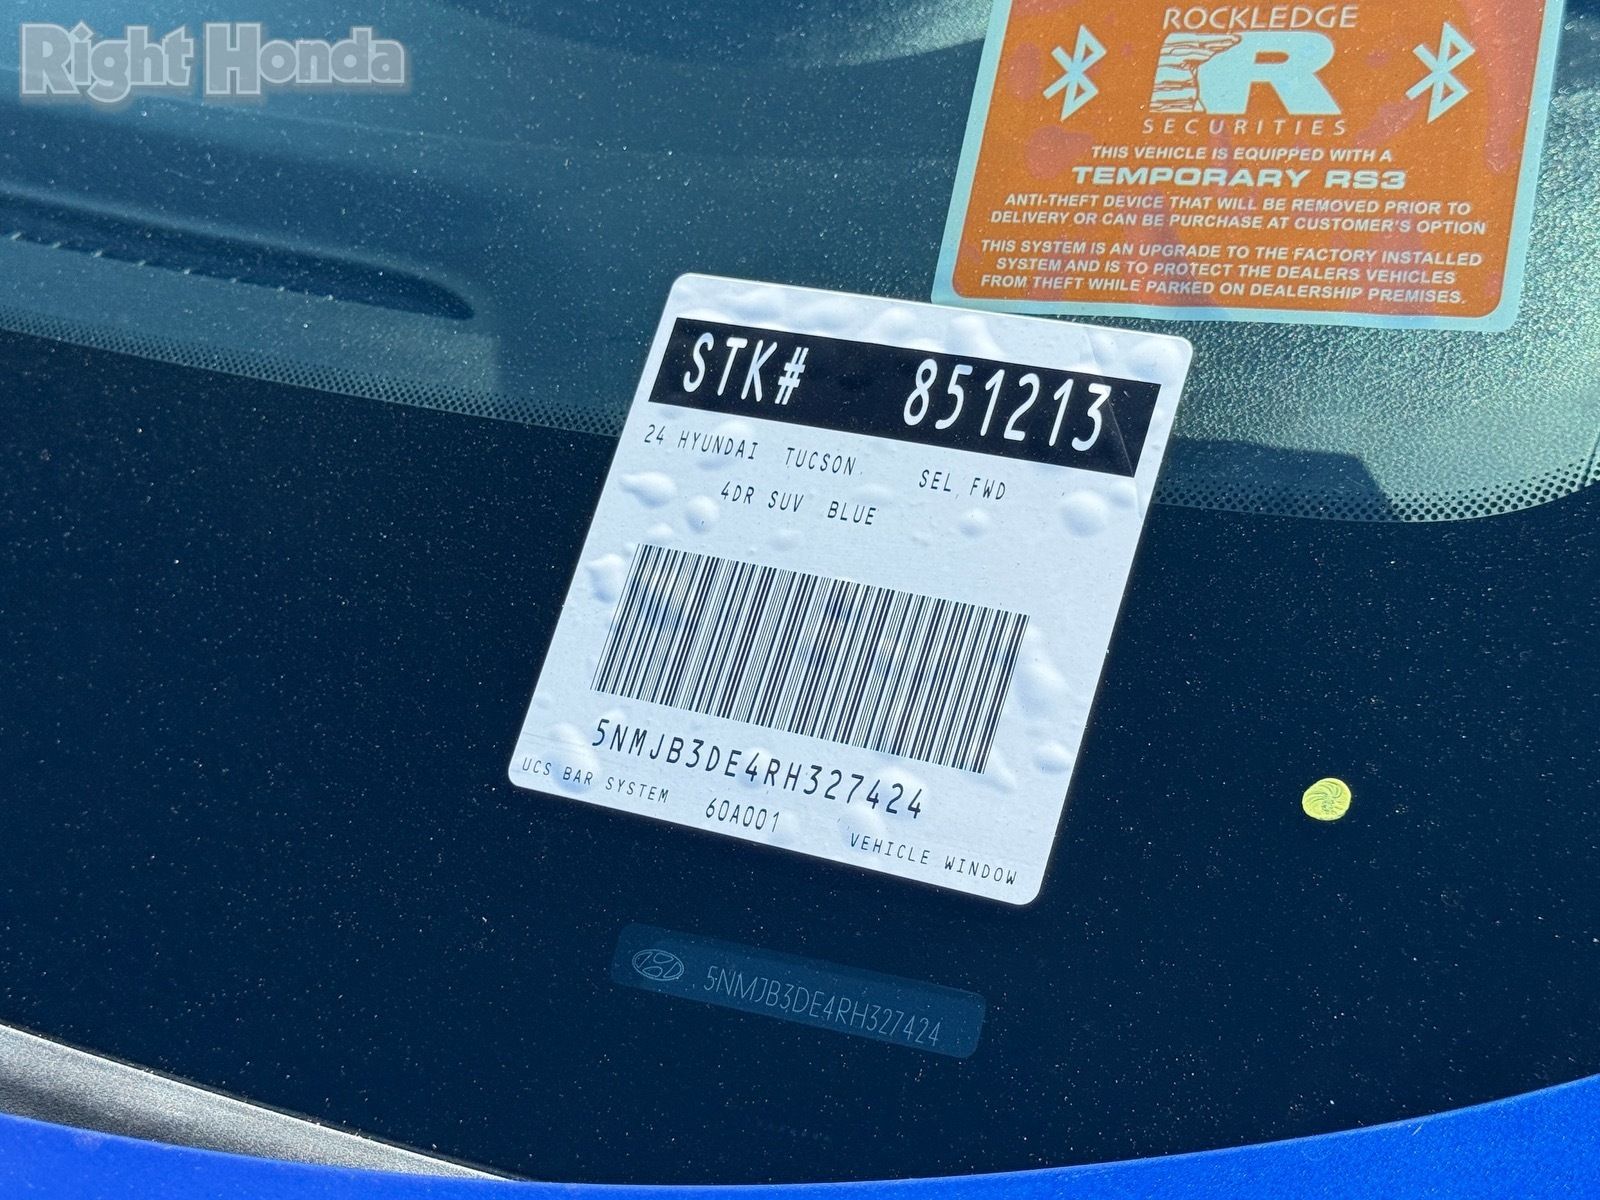 Right Honda
ROCKLEDGE
R
SECURITIES
THIS VEHICLE IS EQUIPPED WITH A
TEMPORARY RS3
ANTI-THEFT DEVICE THAT WILL BE REMOVED PRIOR TO
DELIVERY OR CAN BE PURCHASE AT CUSTOMER'S OPTION
THIS SYSTEM IS AN UPGRADE TO THE FACTORY INSTALLED
SYSTEM AND IS TO PROTECT THE DEALERS VEHICLES
FROM THEFT WHILE PARKED ON DEALERSHIP PREMISES.
STK# 851213
24 HYUNDAI TUCSON SEL FWD
4DR SUV BLUE
5NMJB3DE4RH327424
UCS BAR SYSTEM 60A001 VEHICLE WINDOW
5NMJB3DE4RH327424